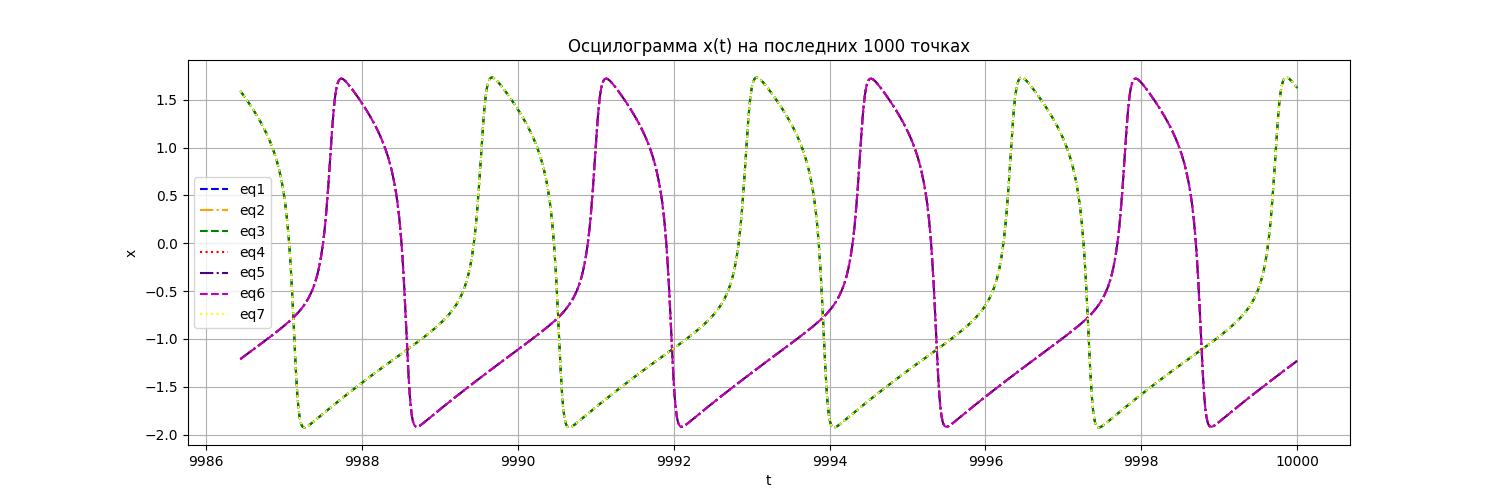 Осцилограмма x(t) на последних 1000 точках
x
1.5
1.0
0.5
0.0
−0.5
−1.0
−1.5
−2.0
eq1
eq2
eq3
eq4
eq5
eq6
eq7
9986 9988 9990 9992 9994 9996 9998 10000
t